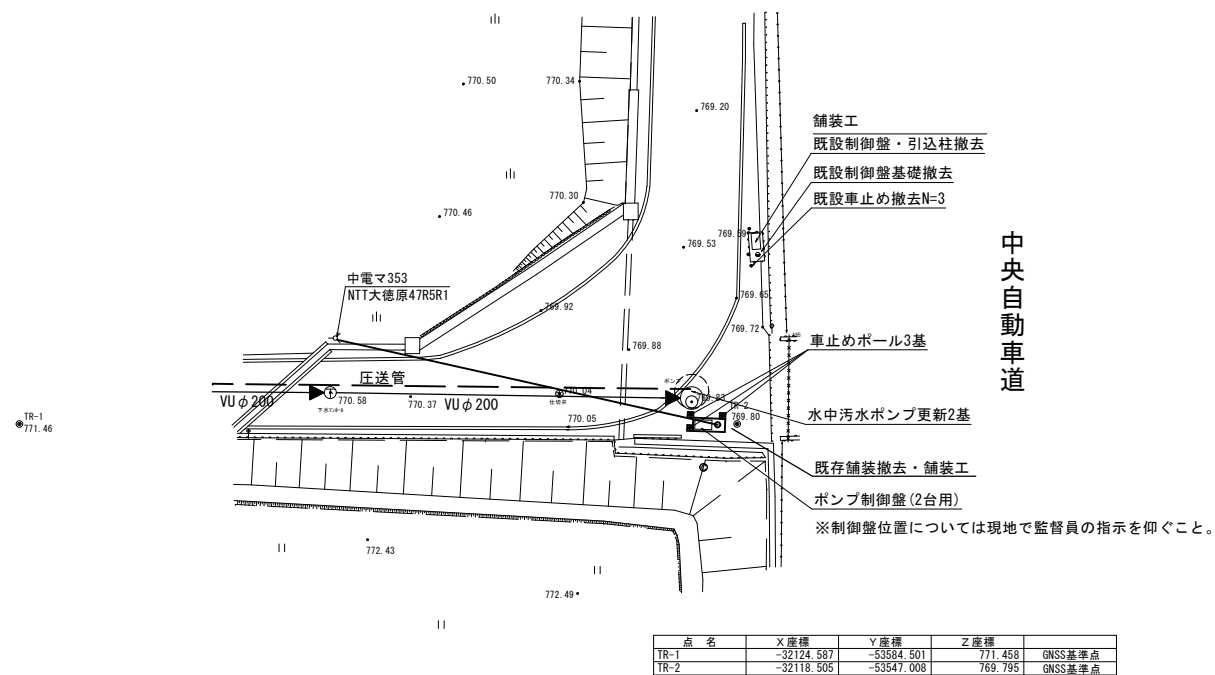 770.50
770.34
769.20
舗装工
既設制御盤・引込柱撤去
既設制御盤基礎撤去
既設車止め撤去N=3
770.30
770.46
769.59
769.53
中央自動車道
中電マ353
NTT大徳原47R5R1
769.92
769.65
769.72
769.88
車止めポール3基
圧送管
ポンプ
VUφ200
770.58
770.37
VUφ200
770.04
769.83
TR-2
769.80
水中汚水ポンプ更新2基
TR-1
771.46
770.05
既存舗装撤去・舗装工
ポンプ制御盤(2台用)
※制御盤位置については現地で監督員の指示を仰ぐこと。
772.43
772.49
点 名 X座標 Y座標 Z座標
TR-1 -32124.587 -53584.501 771.458 GNSS基準点
TR-2 -32118.505 -53547.008 769.795 GNSS基準点